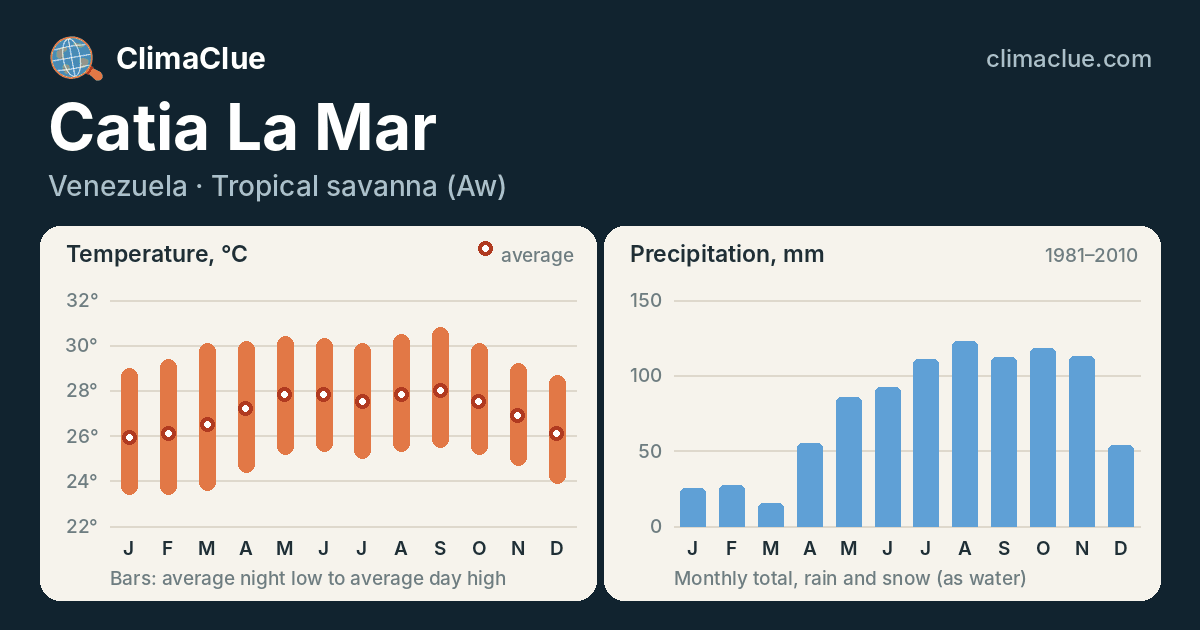 ClimaClue
climaclue.com
Catia La Mar
Venezuela · Tropical savanna (Aw)
Temperature, °C
average
32°
30°
28°
26°
24°
22°
J F M A M J J A S O N D
Bars: average night low to average day high
Precipitation, mm
1981–2010
150
100
50
0
J F M A M J J A S O N D
Monthly total, rain and snow (as water)